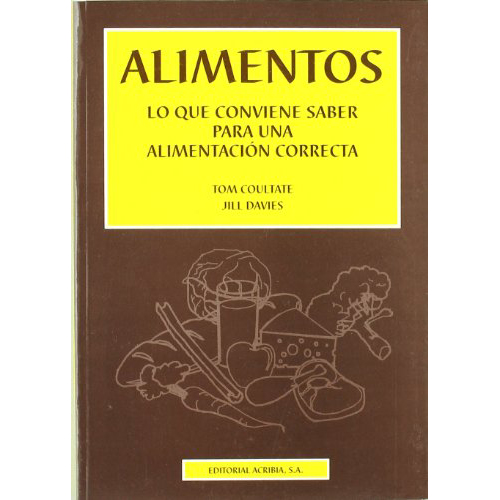 ALIMENTOS
LO QUE CONVIENE SABER
PARA UNA
ALIMENTACIÓN CORRECTA
TOM COULTATE
JILL DAVIES
EDITORIAL ACRIBIA, S.A.